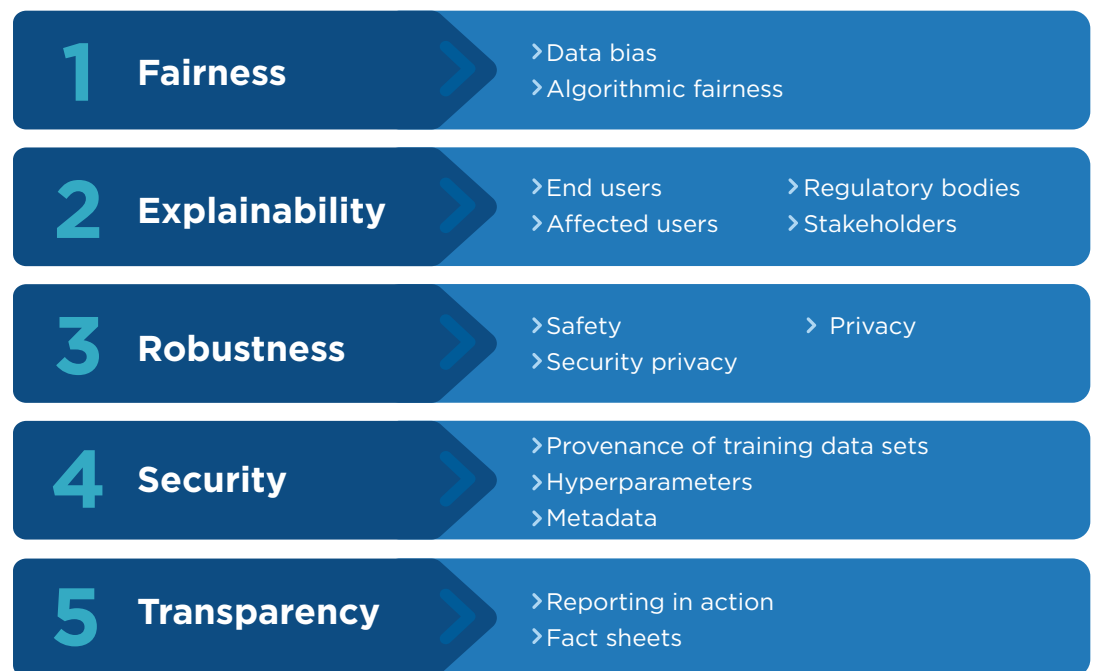 1 Fairness
Data bias
Algorithmic fairness
2 Explainability
End users
Affected users
Regulatory bodies
Stakeholders
3 Robustness
Safety
Security privacy
Privacy
4 Security
Provenance of training data sets
Hyperparameters
Metadata
5 Transparency
Reporting in action
Fact sheets